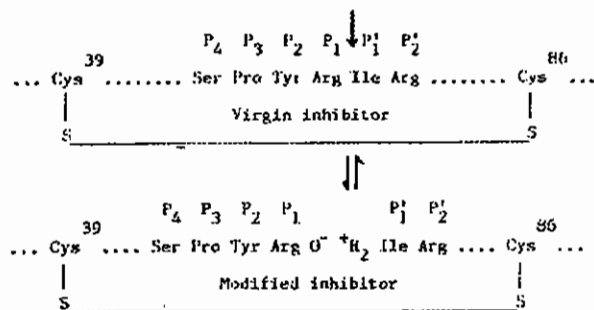 P4 P3 P2 P1 P1' P2'
39 86
... Cys ........ Ser Pro Tyr Arg Ile Arg ......... Cys ...
S Virgin inhibitor S
P4 P3 P2 P1 P1' P2'
39 86
... Cys .... Ser Pro Tyr Arg O⁻ ⁺H2 Ile Arg .... Cys ...
S Modified inhibitor S